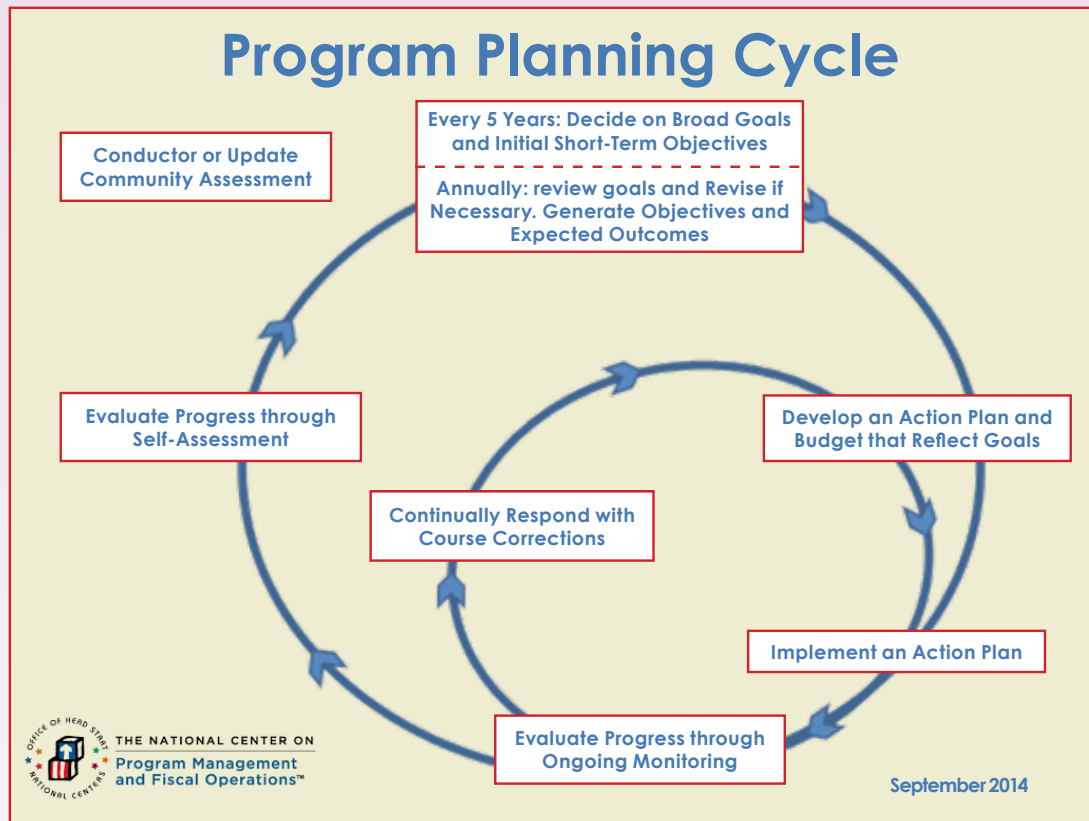 Program Planning Cycle
Conductor or Update
Community Assessment
Every 5 Years: Decide on Broad Goals
and Initial Short-Term Objectives
Annually: review goals and Revise if
Necessary. Generate Objectives and
Expected Outcomes
Evaluate Progress through
Self-Assessment
Develop an Action Plan and
Budget that Reflect Goals
Continually Respond with
Course Corrections
Implement an Action Plan
Evaluate Progress through
Ongoing Monitoring
OFFICE OF HEAD START
NATIONAL CENTERS
THE NATIONAL CENTER ON
Program Management
and Fiscal Operations™
September 2014